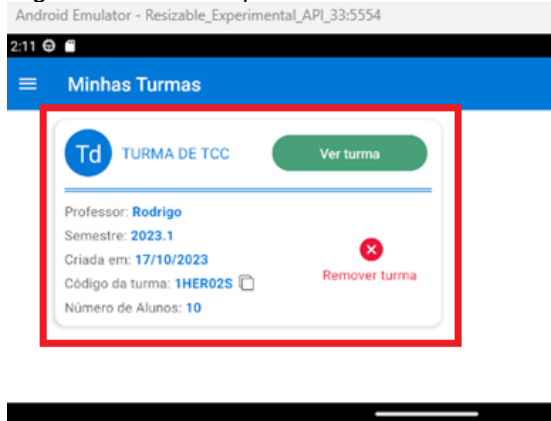 Android Emulator - Resizable_Experimental_API_33:5554
2:11
Minhas Turmas
Td TURMA DE TCC Ver turma
Professor: Rodrigo
Semestre: 2023.1
Criada em: 17/10/2023
Código da turma: 1HER02S
Número de Alunos: 10
Remover turma